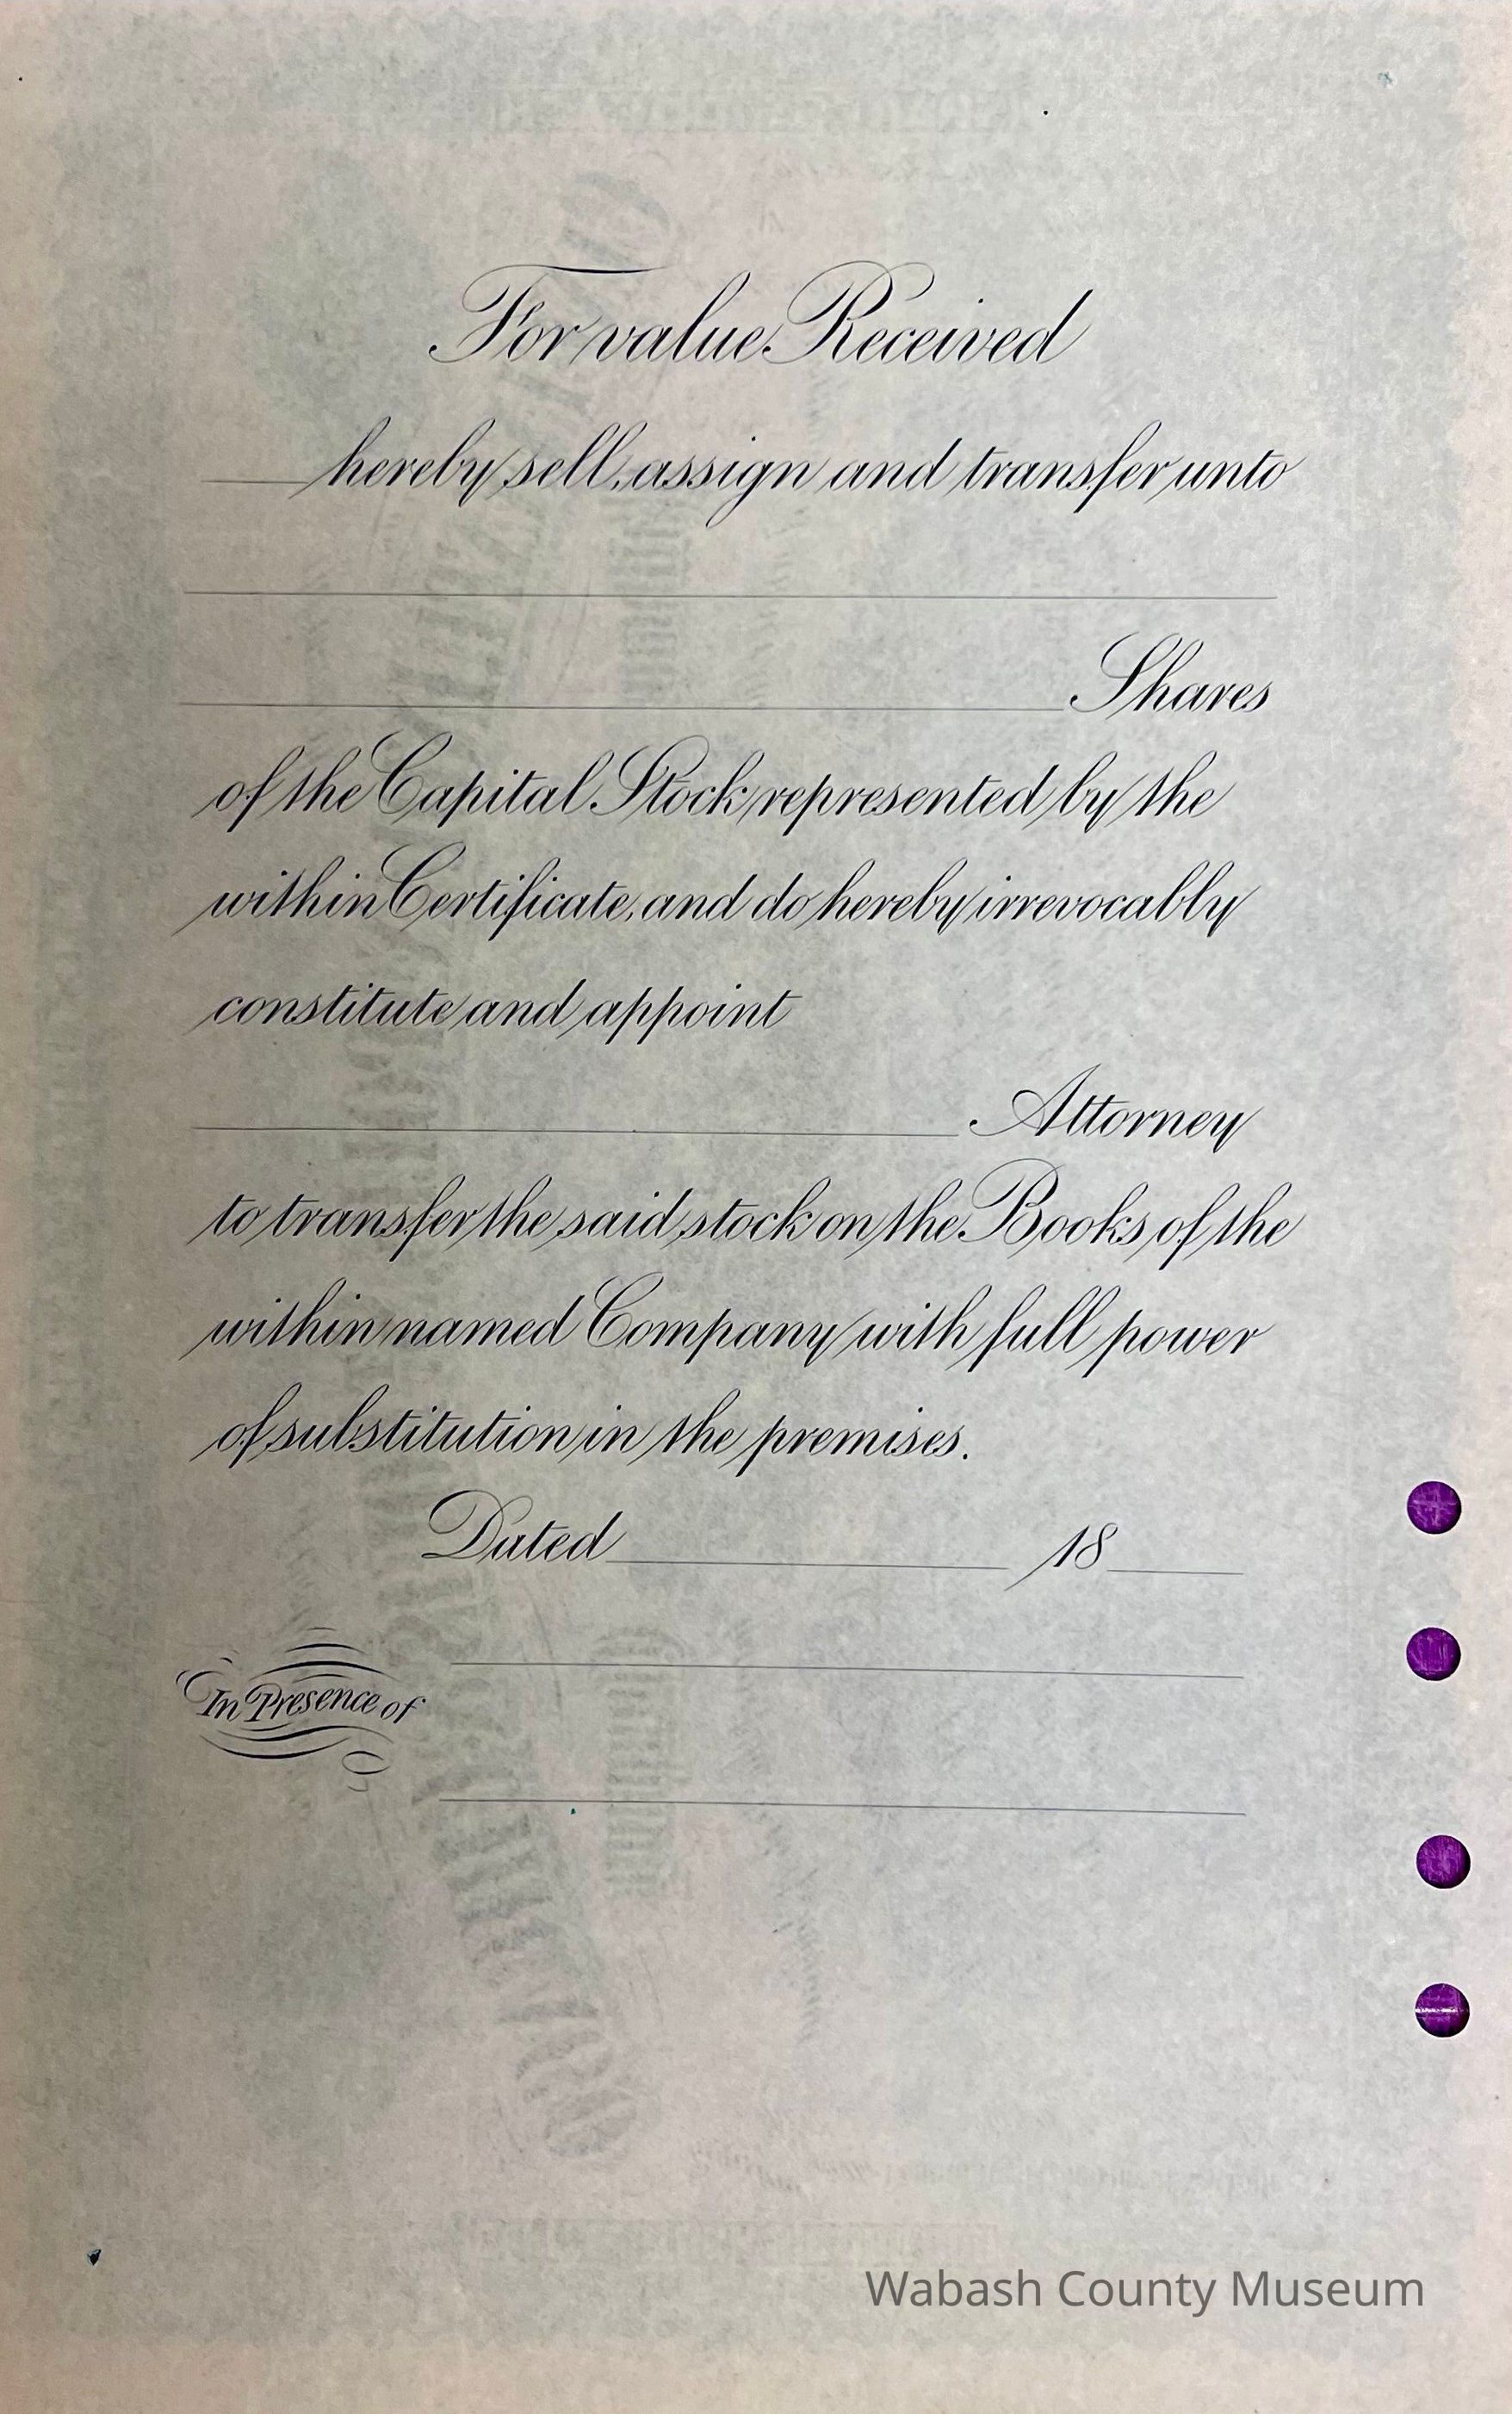 For value Received
hereby sell, assign and transfer unto
Shares
of the Capital Stock represented by the
within Certificate, and do hereby irrevocably
constitute and appoint
Attorney
to transfer the said stock on the Books of the
within named Company with full power
of substitution in the premises.
Dated 18
In Presence of
Wabash County Museum